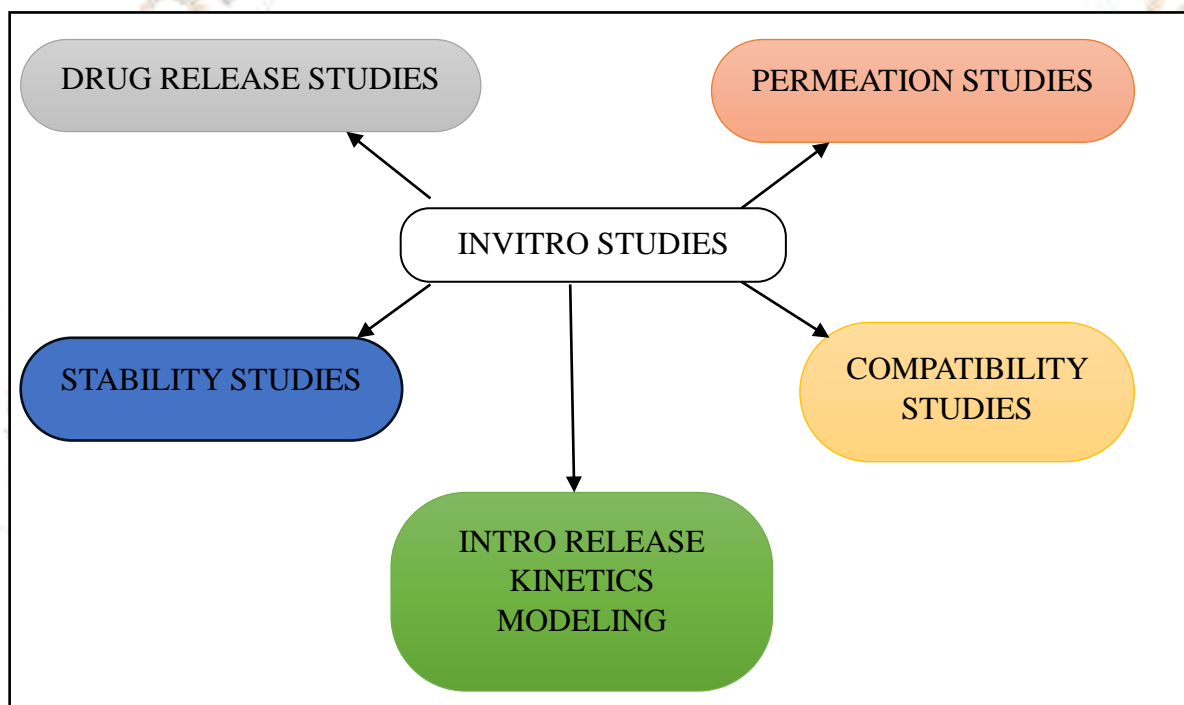 DRUG RELEASE STUDIES
PERMEATION STUDIES
INVITRO STUDIES
STABILITY STUDIES
COMPATIBILITY
STUDIES
INTRO RELEASE
KINETICS
MODELING